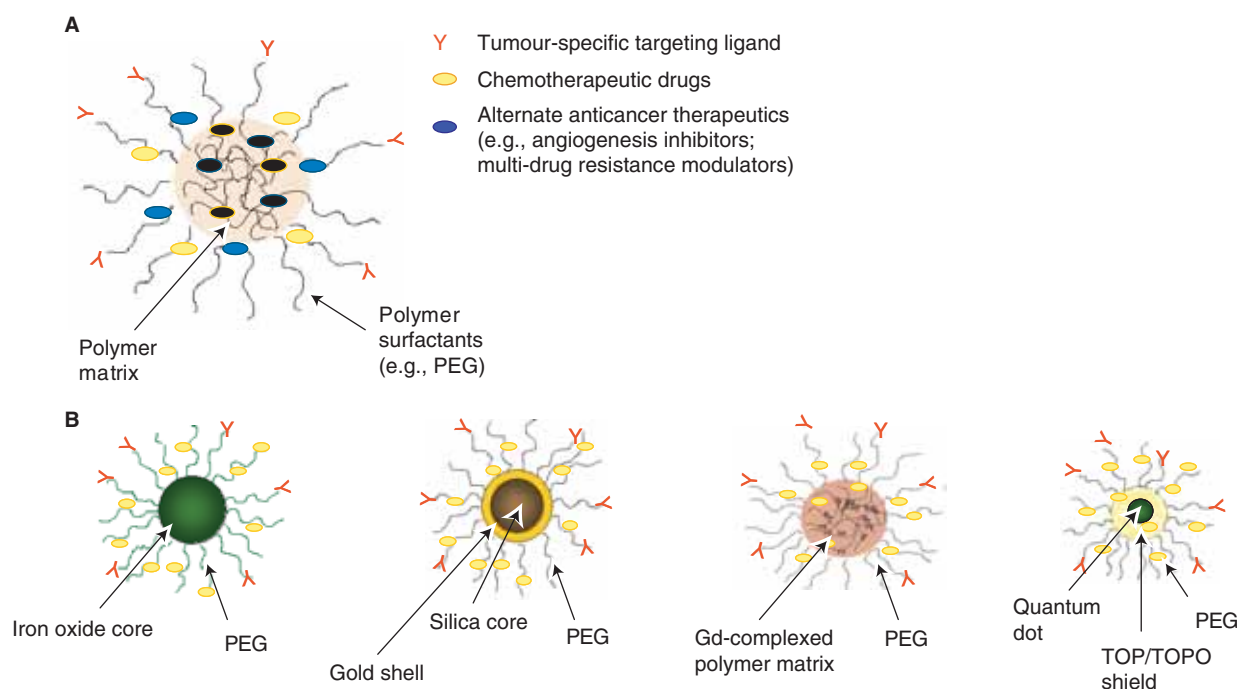 A
Tumour-specific targeting ligand
Chemotherapeutic drugs
Alternate anticancer therapeutics
(e.g., angiogenesis inhibitors;
multi-drug resistance modulators)
Polymer
matrix
Polymer
surfactants
(e.g., PEG)
B
Iron oxide core
PEG
Gold shell
Silica core
PEG
Gd-complexed
polymer matrix
PEG
Quantum
dot
TOP/TOPO
shield
PEG